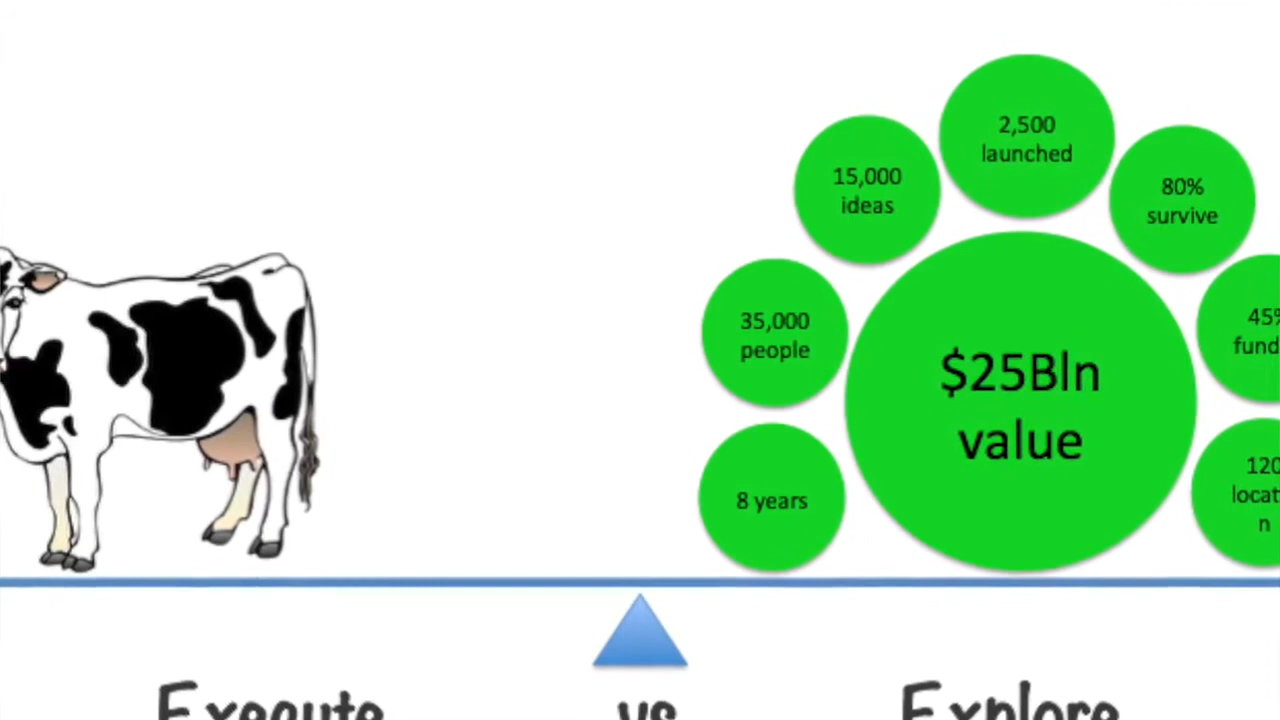 2,500
launched
15,000
ideas
80%
survive
35,000
people
$25Bln
value
8 years
Execute vs Explore